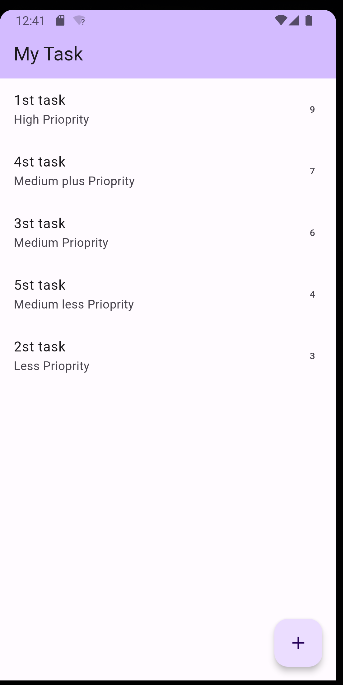 12:41
My Task
1st task
High Prioprity
9
4st task
Medium plus Prioprity
7
3st task
Medium Prioprity
6
5st task
Medium less Prioprity
4
2st task
Less Prioprity
3
+